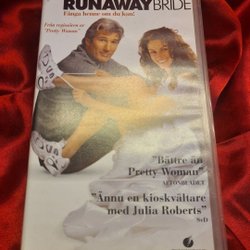 RUNAWAY BRIDE
Fånga henne om du kan!
Från regissören av
"Pretty Woman"
"Bättre än
Pretty Woman"
AFTONBLADET
"Ännu en kioskvältare
med Julia Roberts"
SvD